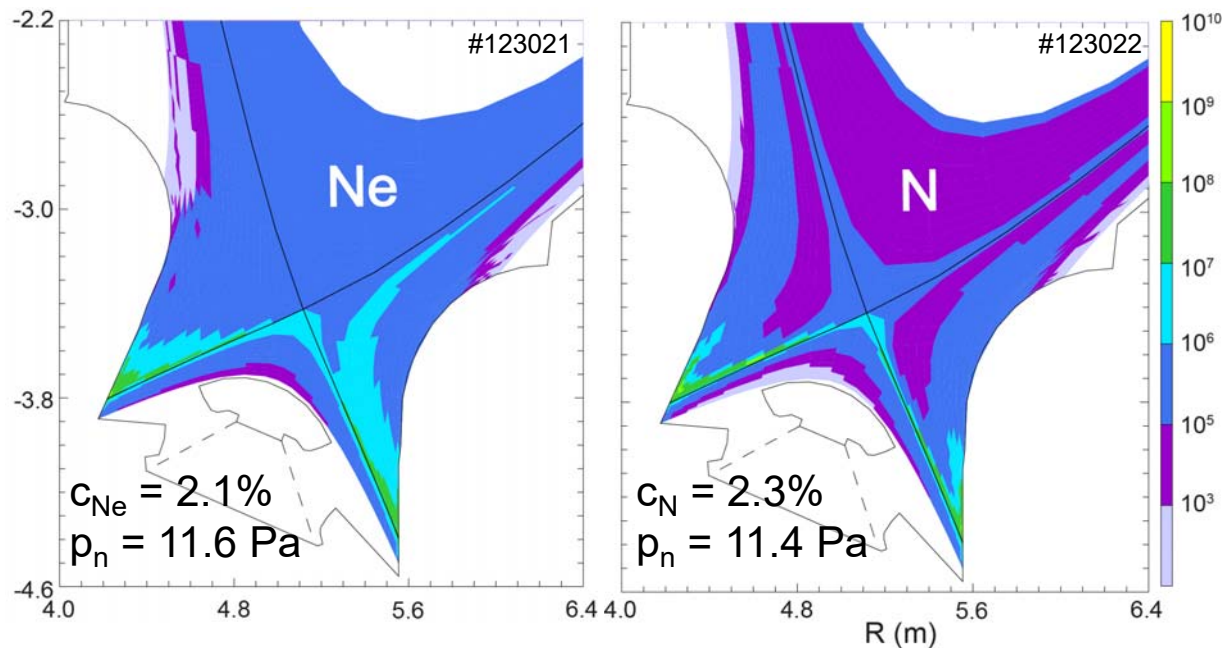 -2.2
-3.0
-3.8
-4.6
#123021
Ne
c_Ne = 2.1%
p_n = 11.6 Pa
4.0 4.8 5.6 6.4
#123022
N
c_N = 2.3%
p_n = 11.4 Pa
4.0 4.8 5.6 6.4
R (m)
10¹⁰
10⁹
10⁸
10⁷
10⁶
10⁵
10³